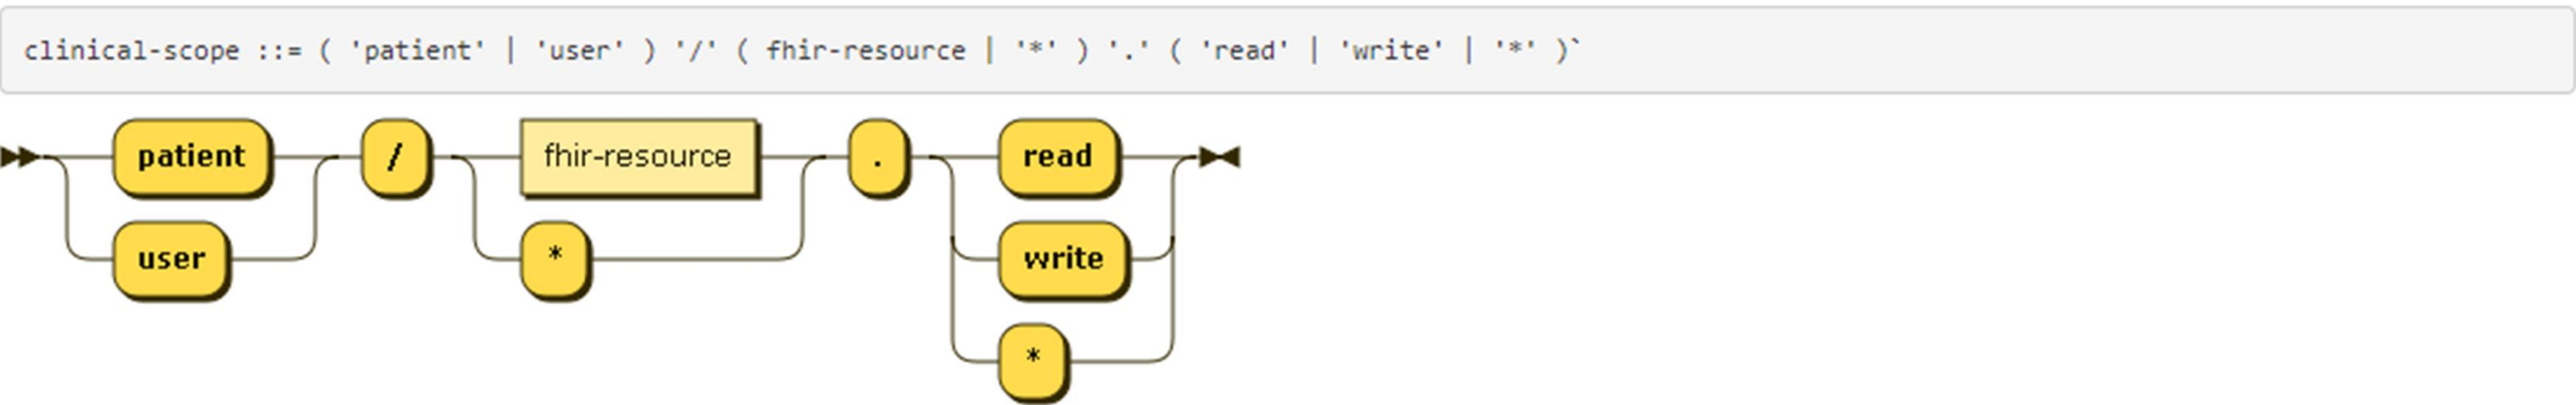 clinical-scope ::= ( 'patient' | 'user' ) '/' ( fhir-resource | '*' ) '.' ( 'read' | 'write' | '*' )`
patient / fhir-resource . read
user * write
*